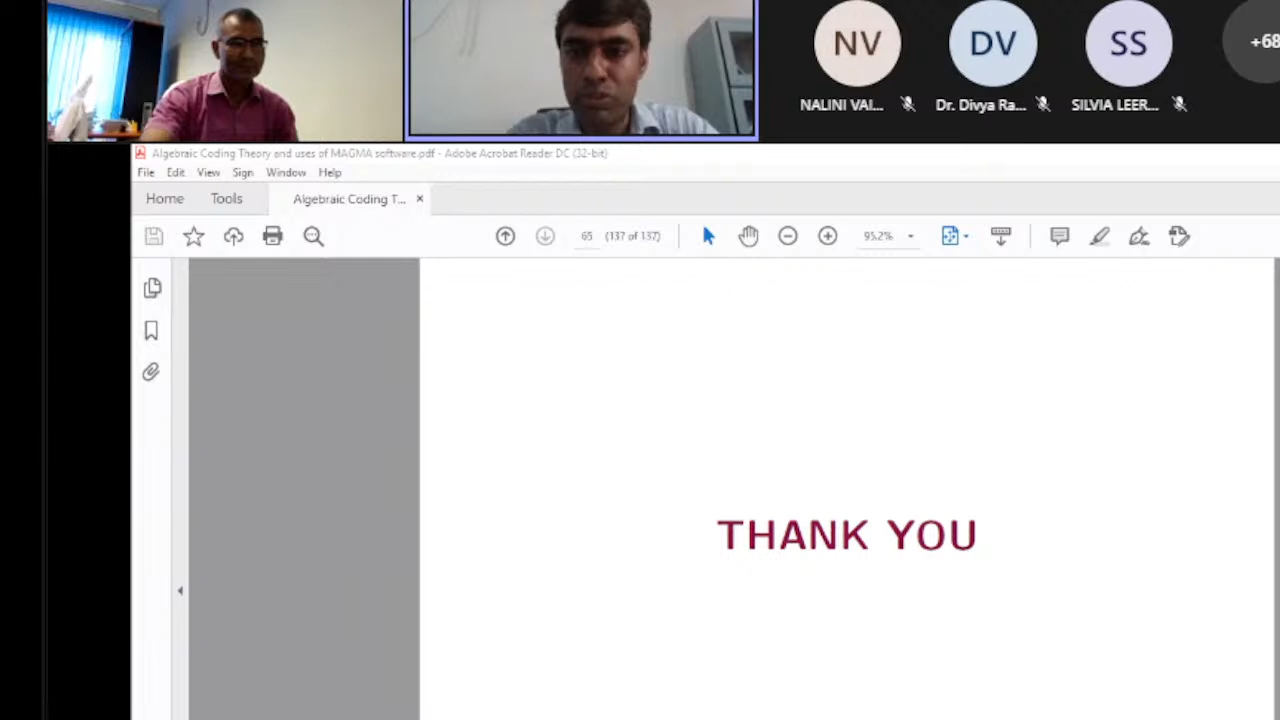 NV
DV
SS
+68
NALINI VAI...
Dr. Divya Ra...
SILVIA LEER...
Algebraic Coding Theory and uses of MAGMA software.pdf - Adobe Acrobat Reader DC (32-bit)
File Edit View Sign Window Help
Home Tools Algebraic Coding T... ×
65 (137 of 137) 95.2%
THANK YOU